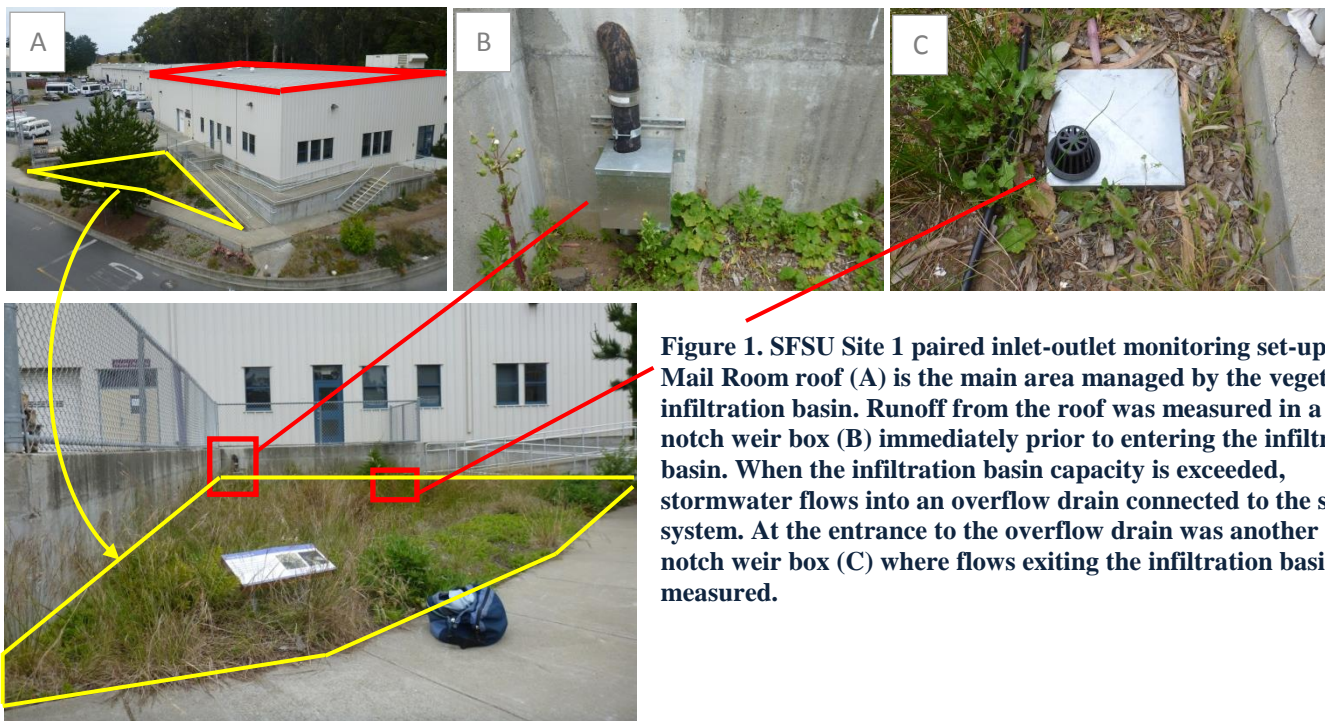 A
B
C
Figure 1. SFSU Site 1 paired inlet-outlet monitoring set-up
Mail Room roof (A) is the main area managed by the veget
infiltration basin. Runoff from the roof was measured in a
notch weir box (B) immediately prior to entering the infiltr
basin. When the infiltration basin capacity is exceeded,
stormwater flows into an overflow drain connected to the s
system. At the entrance to the overflow drain was another
notch weir box (C) where flows exiting the infiltration basi
measured.